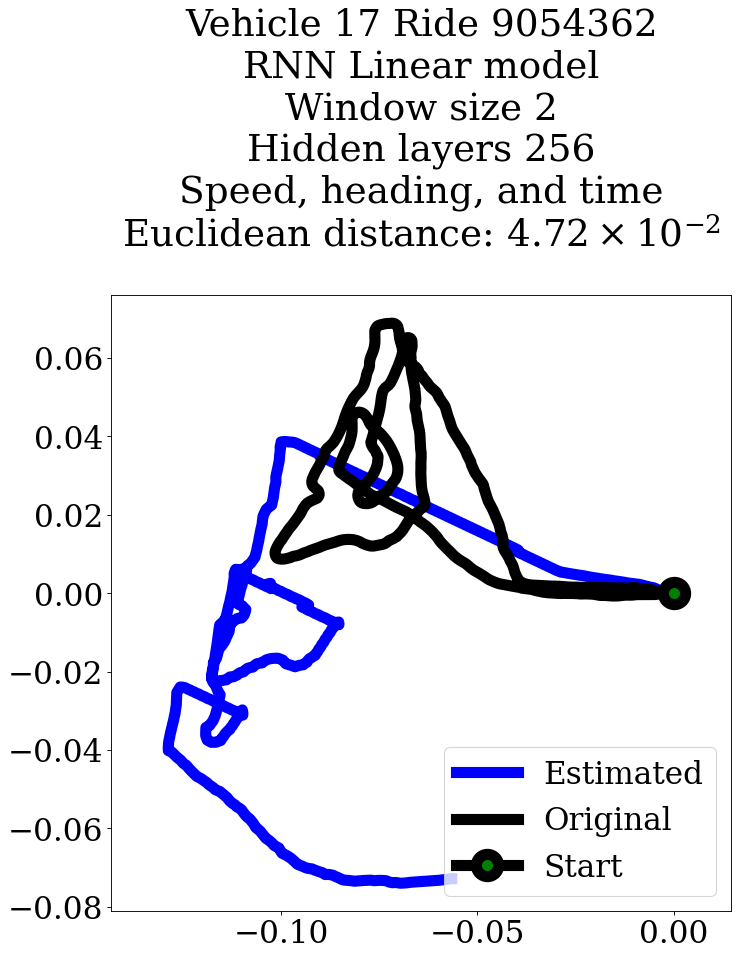 Vehicle 17 Ride 9054362
RNN Linear model
Window size 2
Hidden layers 256
Speed, heading, and time
Euclidean distance: 4.72 × 10⁻²
0.06
0.04
0.02
0.00
−0.02
−0.04
−0.06
−0.08
−0.10
−0.05
0.00
Estimated
Original
Start